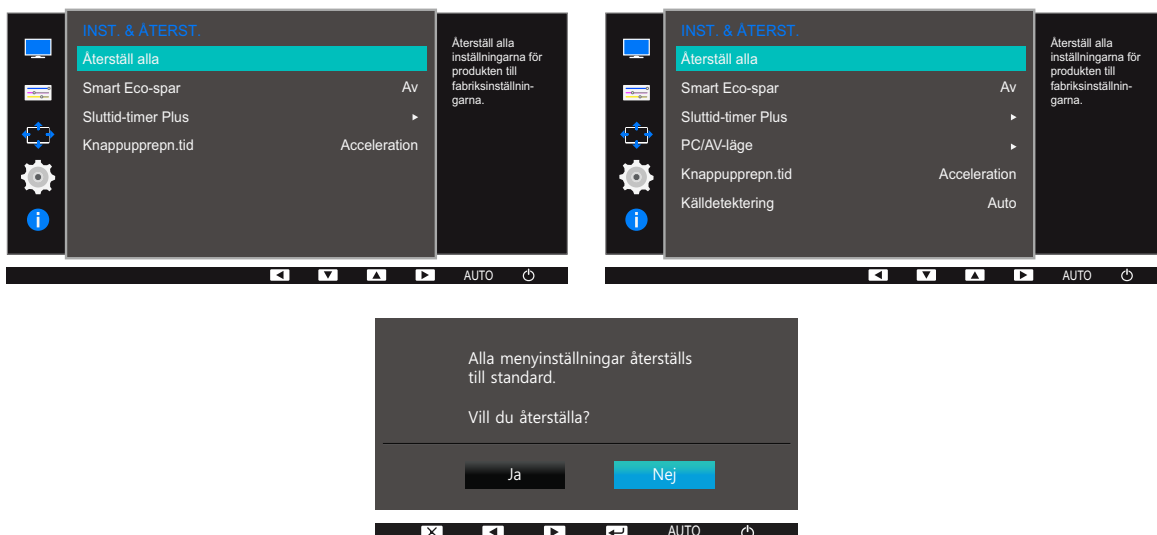 INST. & ÅTERST.
Återställ alla
Smart Eco-spar Av
Sluttid-timer Plus
Knappupprepn.tid Acceleration
Återställ alla
inställningarna för
produkten till
fabriksinställnin-
garna.
AUTO
INST. & ÅTERST.
Återställ alla
Smart Eco-spar Av
Sluttid-timer Plus
PC/AV-läge
Knappupprepn.tid Acceleration
Källdetektering Auto
Återställ alla
inställningarna för
produkten till
fabriksinställnin-
garna.
AUTO
Alla menyinställningar återställs
till standard.
Vill du återställa?
Ja Nej
AUTO